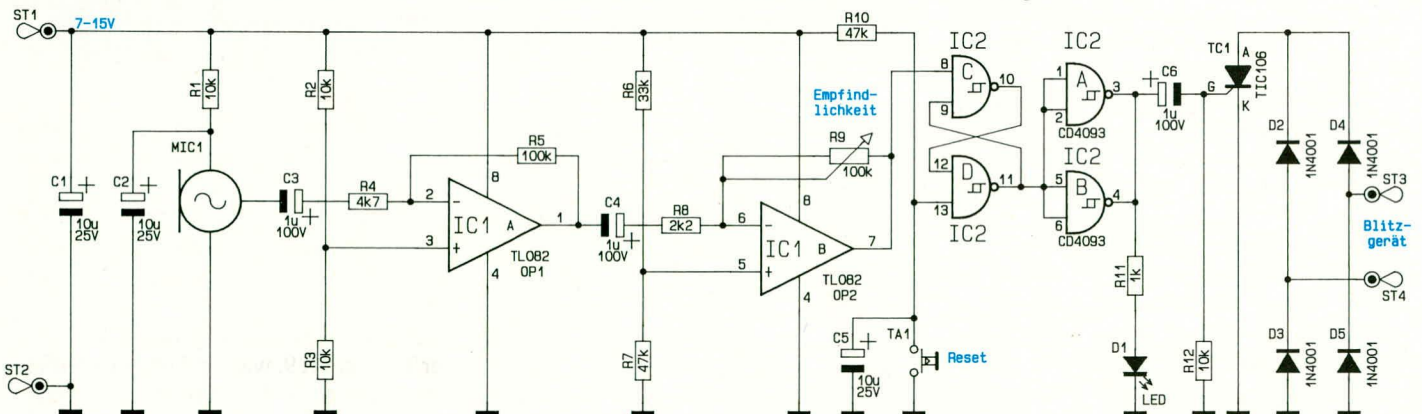 ST1
7-15V
R1
10k
R2
10k
R6
33k
R10
47k
IC2
IC2
TC1
A
G
K
TIC106
C6
+
1u
100V
8
C
10
9
1
A
3
2
CD4093
Empfind-
lichkeit
R9
100k
R5
100k
MIC1
C1
+
10u
25V
C2
+
10u
25V
C3
+
1u
100V
R4
4k7
2
-
8
IC1
A
1
3
+
4
TL082
OP1
C4
+
1u
100V
R8
2k2
6
-
8
IC1
B
7
5
+
4
TL082
OP2
12
D
11
13
IC2
IC2
5
B
4
6
CD4093
D2
1N4001
D4
1N4001
ST3
Blitz-
gerät
ST4
R11
1k
D1
LED
R12
10k
D3
1N4001
D5
1N4001
R3
10k
R7
47k
C5
+
10u
25V
TA1
Reset
ST2